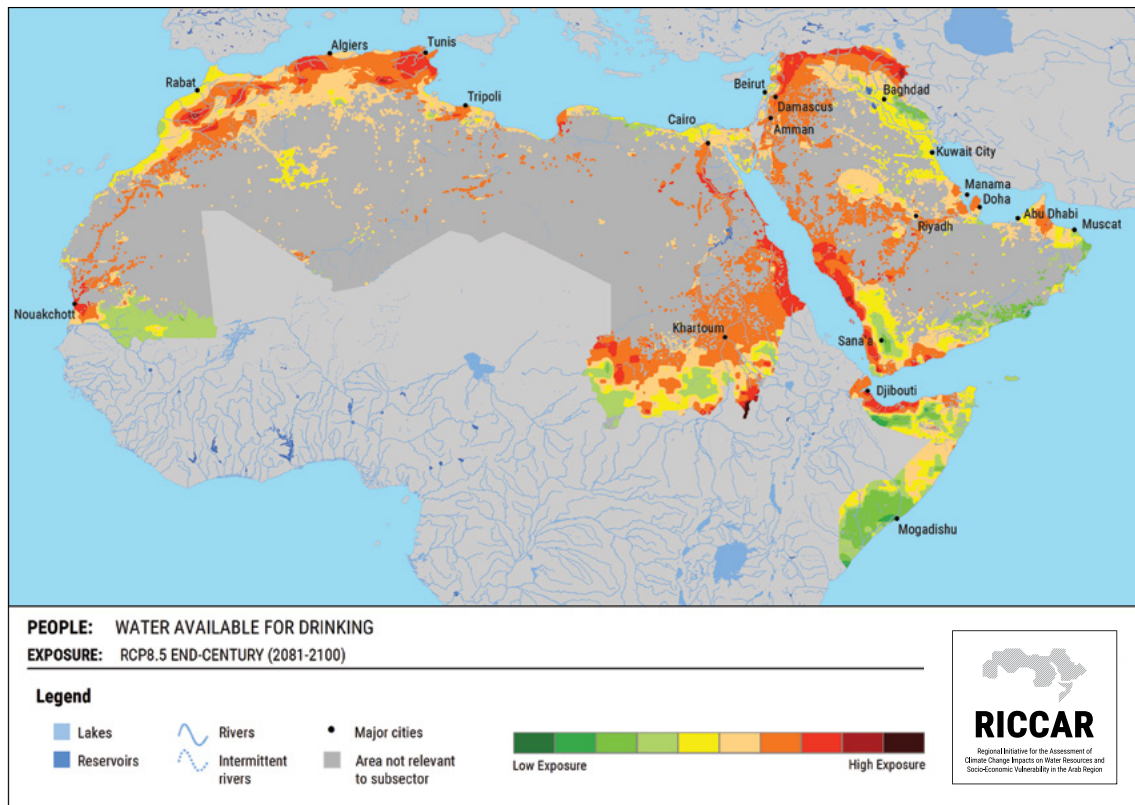 Algiers
Tunis
Rabat
Tripoli
Beirut
Damascus
Amman
Baghdad
Cairo
Kuwait City
Manama
Doha
Abu Dhabi
Muscat
Riyadh
Nouakchott
Khartoum
Sana'a
Djibouti
Mogadishu
PEOPLE: WATER AVAILABLE FOR DRINKING
EXPOSURE: RCP8.5 END-CENTURY (2081-2100)
Legend
Lakes
Reservoirs
Rivers
Intermittent
rivers
Major cities
Area not relevant
to subsector
Low Exposure
High Exposure
RICCAR
Regional Initiative for the Assessment of
Climate Change Impacts on Water Resources and
Socio-Economic Vulnerability in the Arab Region